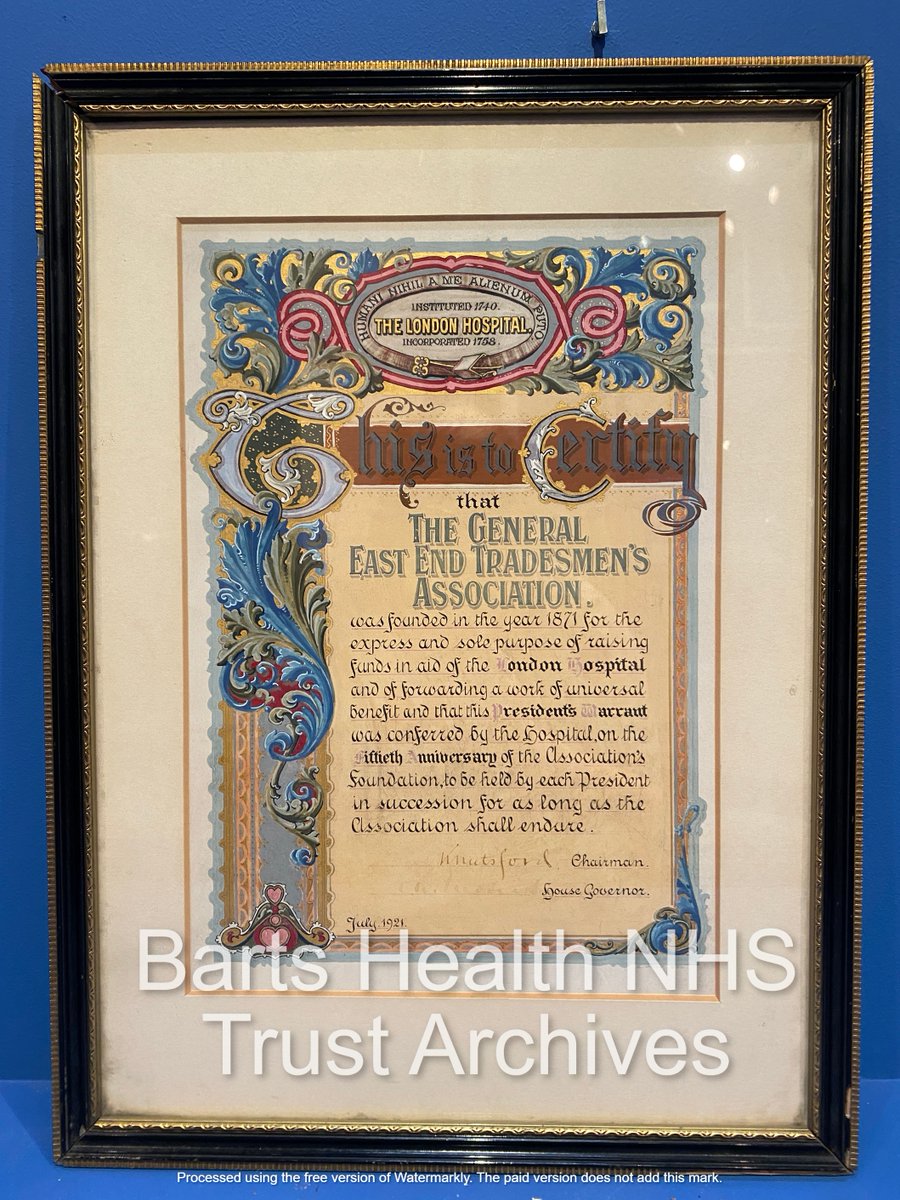 HUMANI NIHIL A ME ALIENUM PUTO
INSTITUTED 1740.
THE LONDON HOSPITAL.
INCORPORATED 1758.
This is to Certify
that
THE GENERAL
EAST END TRADESMEN'S
ASSOCIATION.
was founded in the year 1871 for the
express and sole purpose of raising
funds in aid of the London Hospital
and of forwarding a work of universal
benefit and that this President's Warrant
was conferred by the Hospital, on the
Fiftieth Anniversary of the Association's
Foundation, to be held by each President
in succession for as long as the
Association shall endure.
Knutsford Chairman.
House Governor.
July, 1921.
Barts Health NHS
Trust Archives
Processed using the free version of Watermarkly. The paid version does not add this mark.